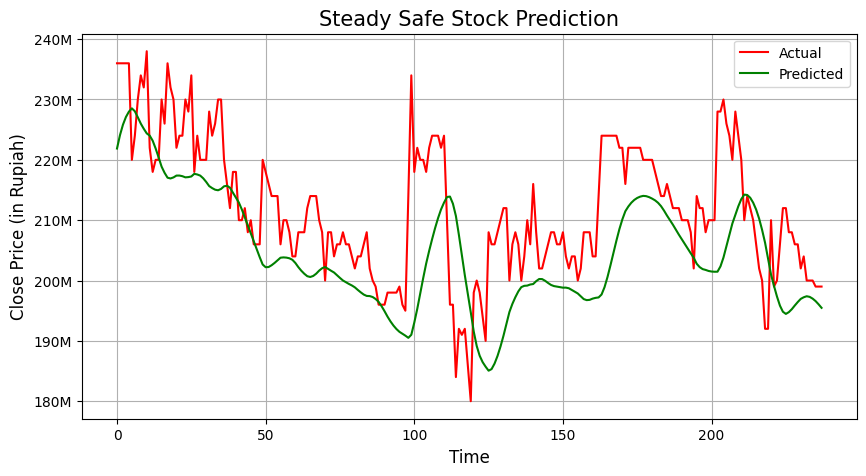 Steady Safe Stock Prediction
240M
230M
220M
210M
200M
190M
180M
Close Price (in Rupiah)
Actual
Predicted
0
50
100
150
200
Time